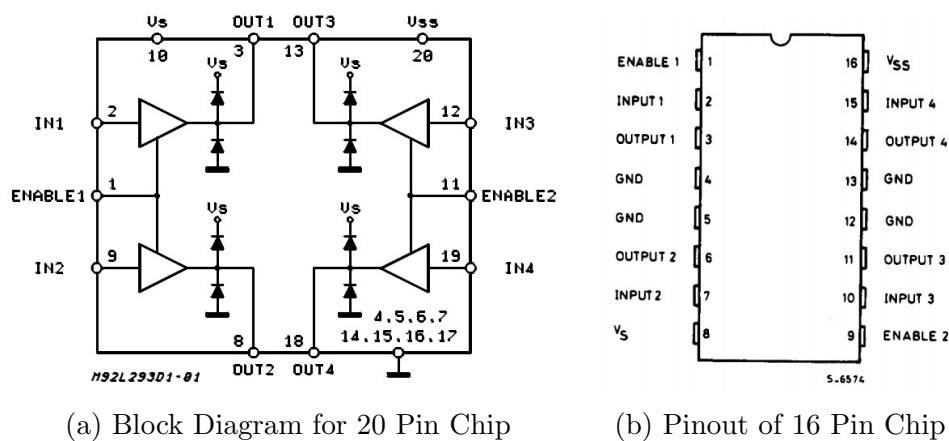 Vs OUT1 OUT3 Vss
10 3 13 20
Vs Vs
IN1 2 12 IN3
ENABLE1 1 11 ENABLE2
Vs Vs
IN2 9 19 IN4
4,5,6,7
8 18 14,15,16,17
M92L293D1-01 OUT2 OUT4
(a) Block Diagram for 20 Pin Chip
ENABLE 1 1 16 VSS
INPUT 1 2 15 INPUT 4
OUTPUT 1 3 14 OUTPUT 4
GND 4 13 GND
GND 5 12 GND
OUTPUT 2 6 11 OUTPUT 3
INPUT 2 7 10 INPUT 3
VS 8 9 ENABLE 2
S-6574
(b) Pinout of 16 Pin Chip